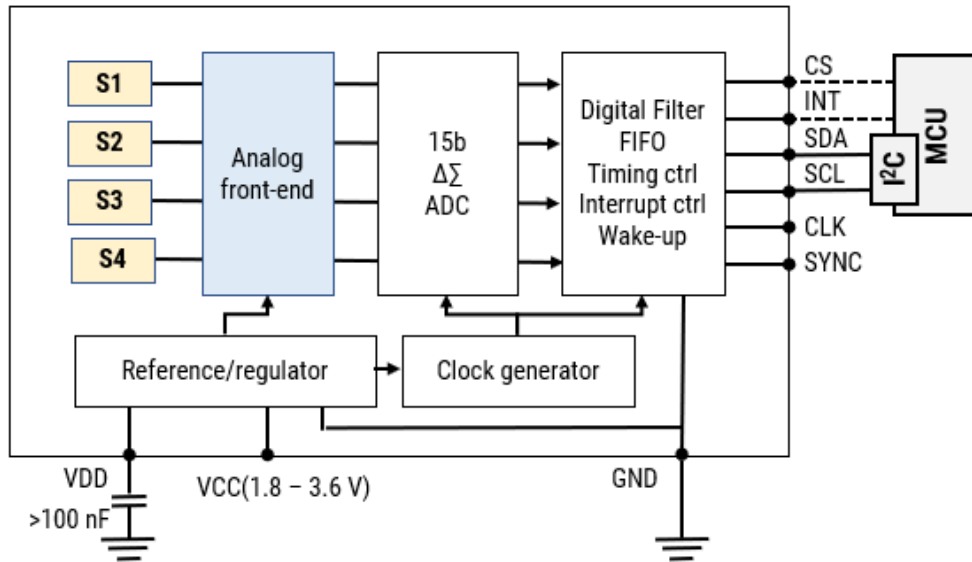 S1
S2
S3
S4
Analog
front-end
15b
ΔΣ
ADC
Digital Filter
FIFO
Timing ctrl
Interrupt ctrl
Wake-up
CS
INT
SDA
SCL
CLK
SYNC
I²C
MCU
Reference/regulator
Clock generator
VDD
>100 nF
VCC(1.8 – 3.6 V)
GND